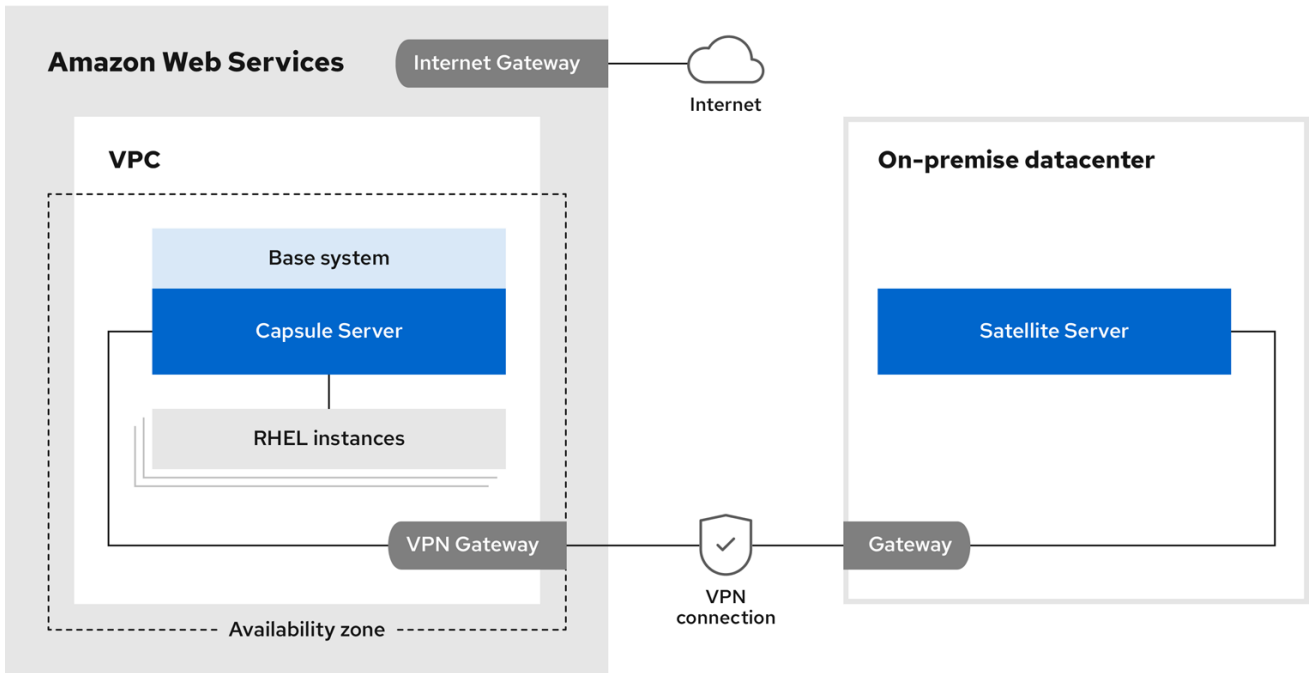 Amazon Web Services
Internet Gateway
Internet
VPC
On-premise datacenter
Base system
Capsule Server
Satellite Server
RHEL instances
VPN Gateway
Gateway
VPN
connection
Availability zone